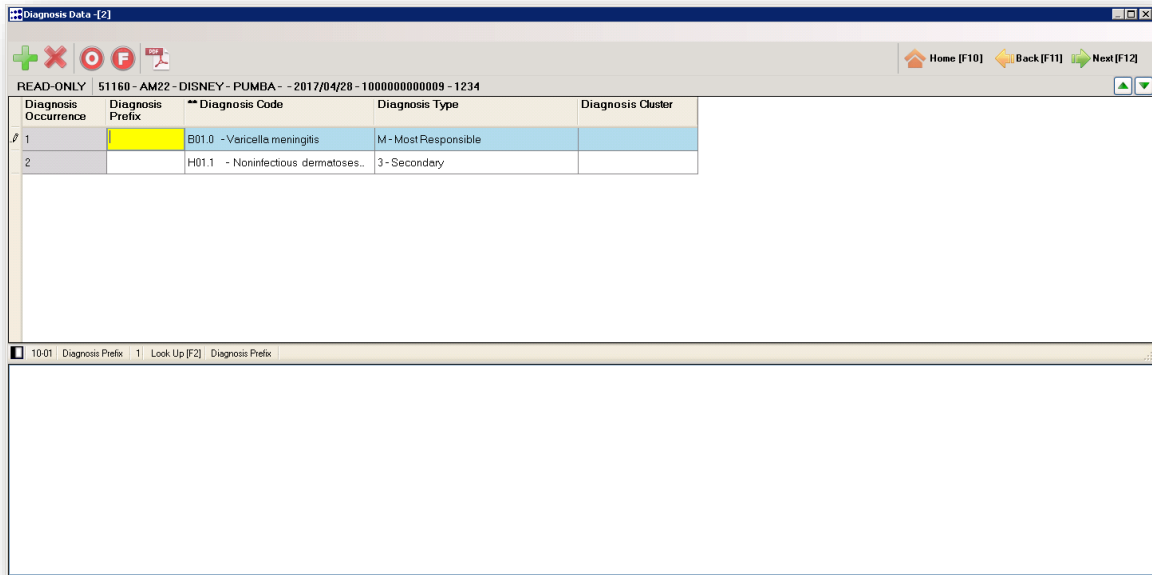 Diagnosis Data -[2]
O F PDF
Home [F10] Back [F11] Next [F12]
READ-ONLY 51160 - AM22 - DISNEY - PUMBA - - 2017/04/28 - 1000000000009 - 1234
Diagnosis Occurrence Diagnosis Prefix ** Diagnosis Code Diagnosis Type Diagnosis Cluster
1 B01.0 - Varicella meningitis M - Most Responsible
2 H01.1 - Noninfectious dermatoses.. 3 - Secondary
10-01 Diagnosis Prefix 1 Look Up [F2] Diagnosis Prefix